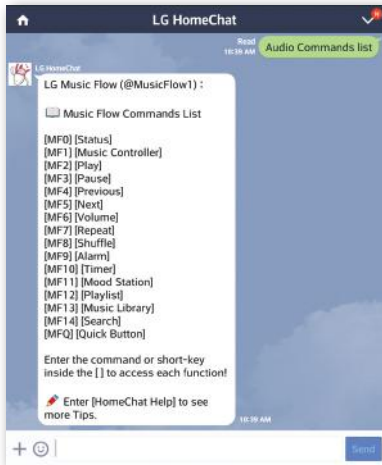 LG HomeChat
N
Read
10:39 AM
Audio Commands list
LG HomeChat
LG Music Flow (@MusicFlow1) :
Music Flow Commands List
[MF0] [Status]
[MF1] [Music Controller]
[MF2] [Play]
[MF3] [Pause]
[MF4] [Previous]
[MF5] [Next]
[MF6] [Volume]
[MF7] [Repeat]
[MF8] [Shuffle]
[MF9] [Alarm]
[MF10] [Timer]
[MF11] [Mood Station]
[MF12] [Playlist]
[MF13] [Music Library]
[MF14] [Search]
[MFQ] [Quick Button]
Enter the command or short-key
inside the [ ] to access each function!
Enter [HomeChat Help] to see
more Tips.
10:39 AM
Send